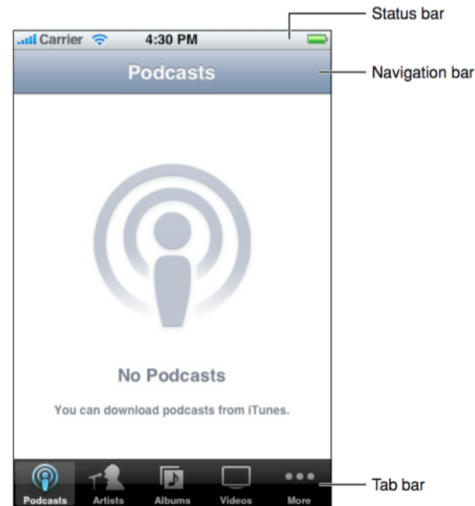 Status bar
Carrier 4:30 PM
Podcasts
Navigation bar
No Podcasts
You can download podcasts from iTunes.
Podcasts Artists Albums Videos More
Tab bar